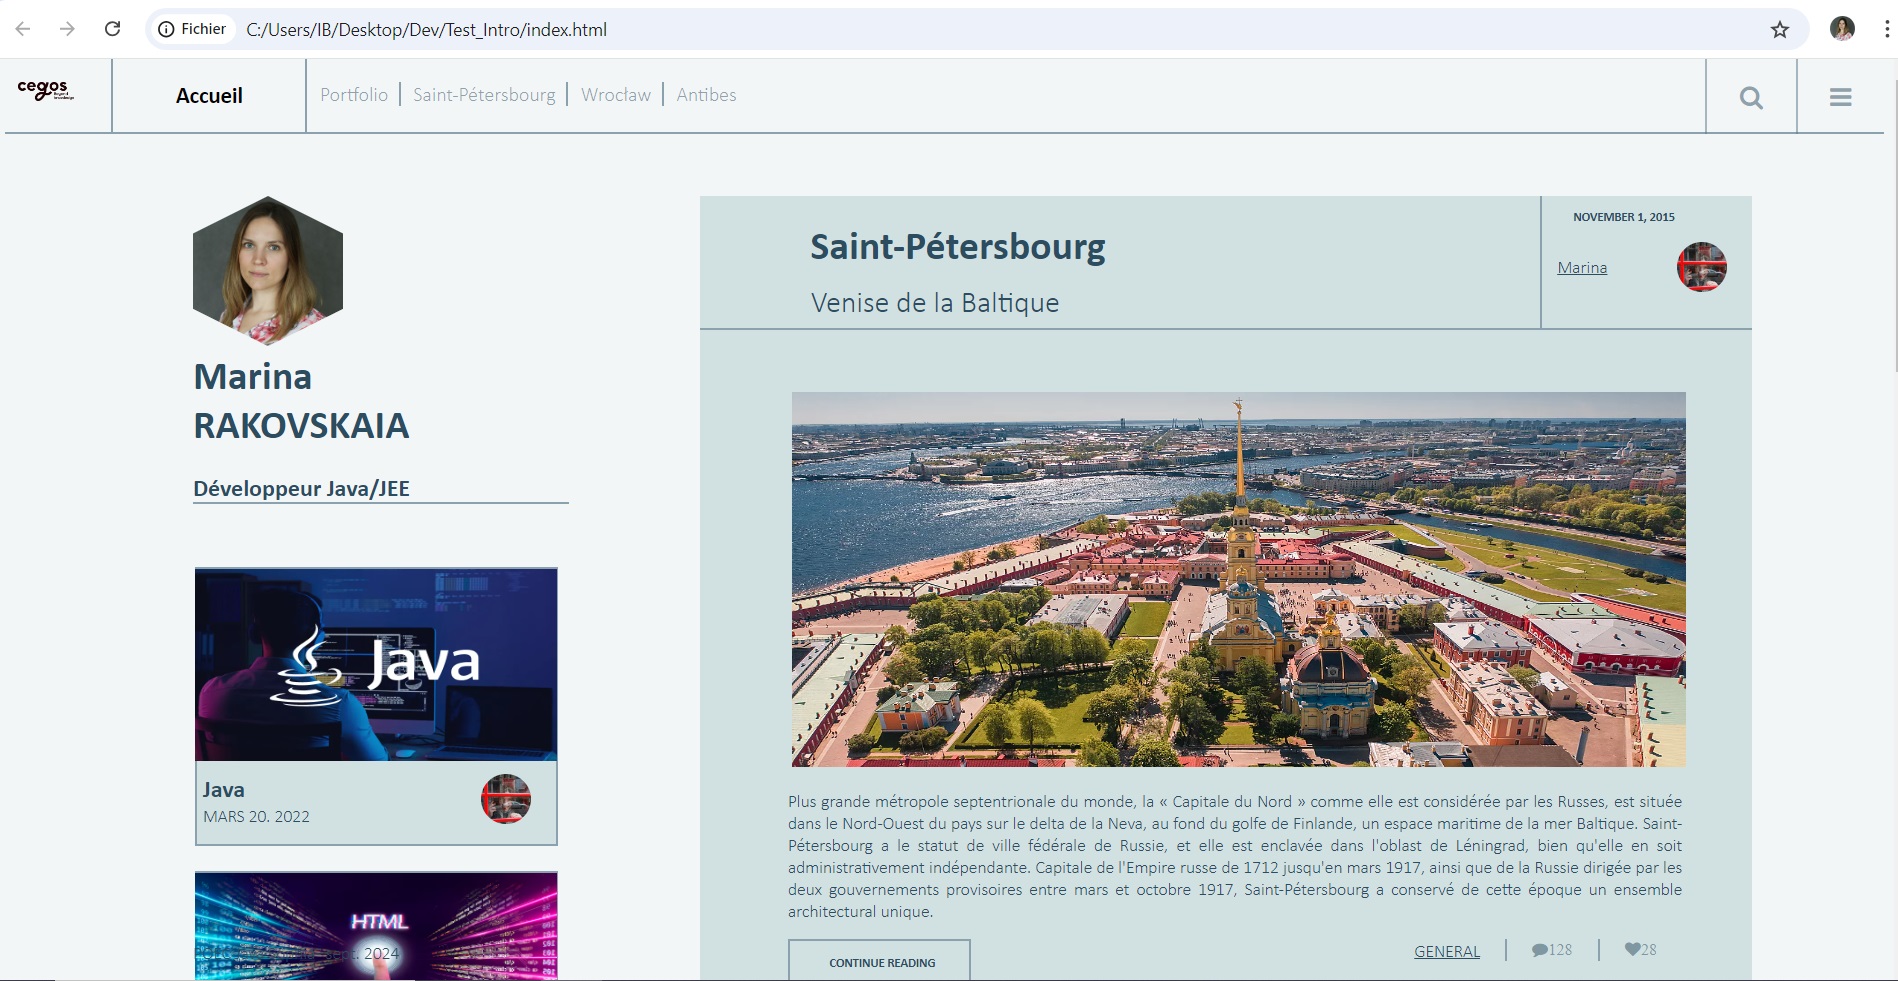 Fichier
C:/Users/IB/Desktop/Dev/Test_Intro/index.html
cegos
Accueil
Portfolio
Saint-Pétersbourg
Wrocław
Antibes
Marina
RAKOVSKAIA
Développeur Java/JEE
Java
Java
MARS 20. 2022
HTML
2024
Saint-Pétersbourg
Venise de la Baltique
NOVEMBER 1, 2015
Marina
Plus grande métropole septentrionale du monde, la « Capitale du Nord » comme elle est considérée par les Russes, est située
dans le Nord-Ouest du pays sur le delta de la Neva, au fond du golfe de Finlande, un espace maritime de la mer Baltique. Saint-
Pétersbourg a le statut de ville fédérale de Russie, et elle est enclavée dans l'oblast de Léningrad, bien qu'elle en soit
administrativement indépendante. Capitale de l'Empire russe de 1712 jusqu'en mars 1917, ainsi que de la Russie dirigée par les
deux gouvernements provisoires entre mars et octobre 1917, Saint-Pétersbourg a conservé de cette époque un ensemble
architectural unique.
CONTINUE READING
GENERAL
128
28